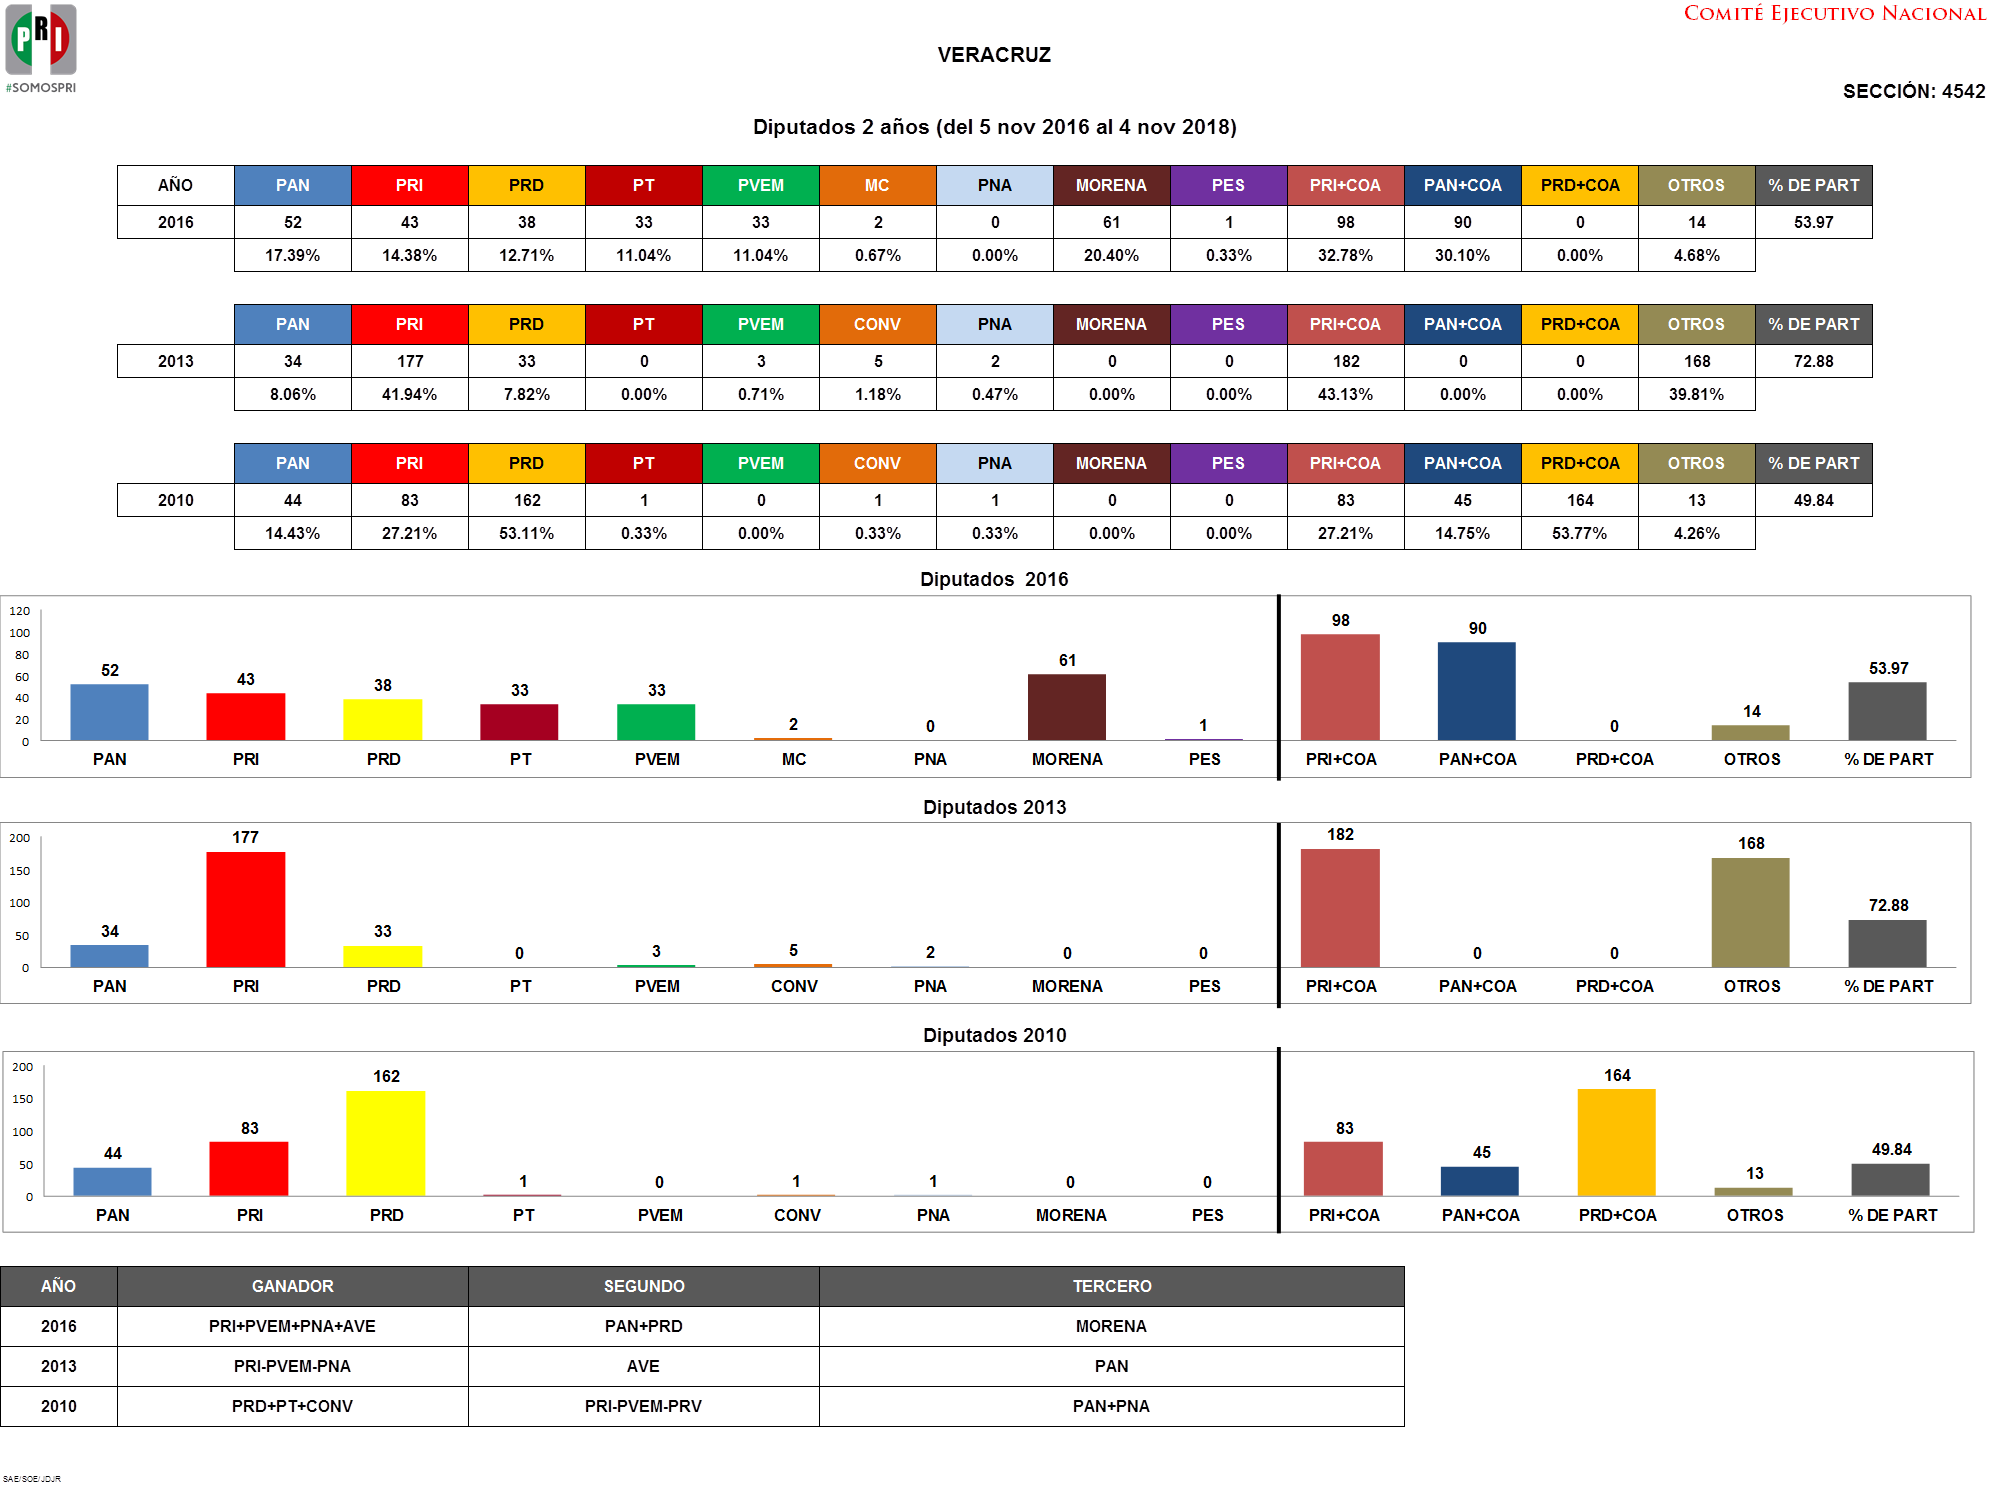 PRI
#SOMOSPRI
COMITÉ EJECUTIVO NACIONAL
VERACRUZ
SECCIÓN: 4542
Diputados 2 años (del 5 nov 2016 al 4 nov 2018)
AÑO PAN PRI PRD PT PVEM MC PNA MORENA PES PRI+COA PAN+COA PRD+COA OTROS % DE PART
2016 52 43 38 33 33 2 0 61 1 98 90 0 14 53.97
17.39% 14.38% 12.71% 11.04% 11.04% 0.67% 0.00% 20.40% 0.33% 32.78% 30.10% 0.00% 4.68%
PAN PRI PRD PT PVEM CONV PNA MORENA PES PRI+COA PAN+COA PRD+COA OTROS % DE PART
2013 34 177 33 0 3 5 2 0 0 182 0 0 168 72.88
8.06% 41.94% 7.82% 0.00% 0.71% 1.18% 0.47% 0.00% 0.00% 43.13% 0.00% 0.00% 39.81%
PAN PRI PRD PT PVEM CONV PNA MORENA PES PRI+COA PAN+COA PRD+COA OTROS % DE PART
2010 44 83 162 1 0 1 1 0 0 83 45 164 13 49.84
14.43% 27.21% 53.11% 0.33% 0.00% 0.33% 0.33% 0.00% 0.00% 27.21% 14.75% 53.77% 4.26%
Diputados 2016
120
100
80
60
40
20
0
52 43 38 33 33 2 0 61 1 98 90 0 14 53.97
PAN PRI PRD PT PVEM MC PNA MORENA PES PRI+COA PAN+COA PRD+COA OTROS % DE PART
Diputados 2013
200
150
100
50
0
34 177 33 0 3 5 2 0 0 182 0 0 168 72.88
PAN PRI PRD PT PVEM CONV PNA MORENA PES PRI+COA PAN+COA PRD+COA OTROS % DE PART
Diputados 2010
200
150
100
50
0
44 83 162 1 0 1 1 0 0 83 45 164 13 49.84
PAN PRI PRD PT PVEM CONV PNA MORENA PES PRI+COA PAN+COA PRD+COA OTROS % DE PART
AÑO GANADOR SEGUNDO TERCERO
2016 PRI+PVEM+PNA+AVE PAN+PRD MORENA
2013 PRI-PVEM-PNA AVE PAN
2010 PRD+PT+CONV PRI-PVEM-PRV PAN+PNA
SAE/SOE/JDJR